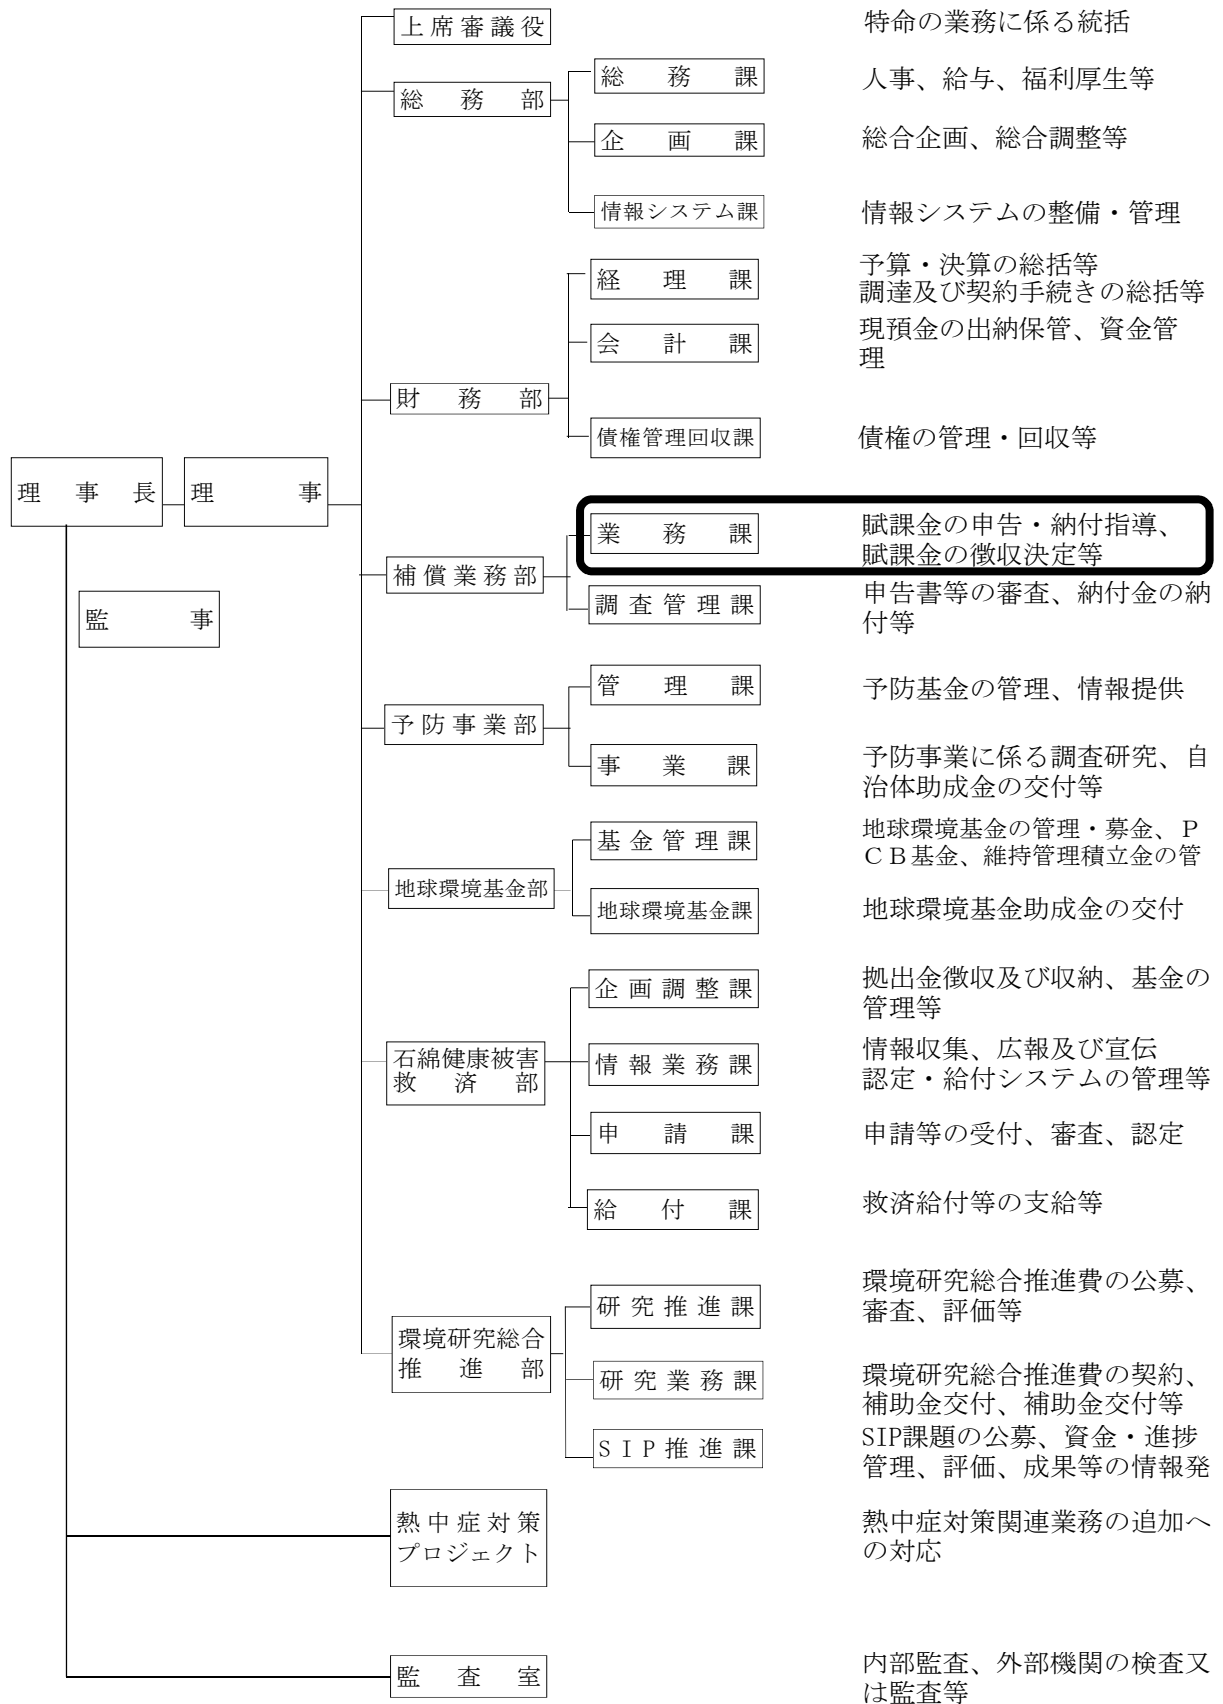 上席審議役
特命の業務に係る統括
総務部
総務課
人事、給与、福利厚生等
企画課
総合企画、総合調整等
情報システム課
情報システムの整備・管理
財務部
経理課
予算・決算の総括等
調達及び契約手続きの総括等
会計課
現預金の出納保管、資金管
理
債権管理回収課
債権の管理・回収等
理事長
理事
監事
補償業務部
業務課
賦課金の申告・納付指導、
賦課金の徴収決定等
調査管理課
申告書等の審査、納付金の納
付等
予防事業部
管理課
予防基金の管理、情報提供
事業課
予防事業に係る調査研究、自
治体助成金の交付等
地球環境基金部
基金管理課
地球環境基金の管理・募金、Ｐ
ＣＢ基金、維持管理積立金の管
地球環境基金課
地球環境基金助成金の交付
石綿健康被害
救済部
企画調整課
拠出金徴収及び収納、基金の
管理等
情報業務課
情報収集、広報及び宣伝
認定・給付システムの管理等
申請課
申請等の受付、審査、認定
給付課
救済給付等の支給等
環境研究総合
推進部
研究推進課
環境研究総合推進費の公募、
審査、評価等
研究業務課
環境研究総合推進費の契約、
補助金交付、補助金交付等
ＳＩＰ推進課
SIP課題の公募、資金・進捗
管理、評価、成果等の情報発
熱中症対策
プロジェクト
熱中症対策関連業務の追加へ
の対応
監査室
内部監査、外部機関の検査又
は監査等